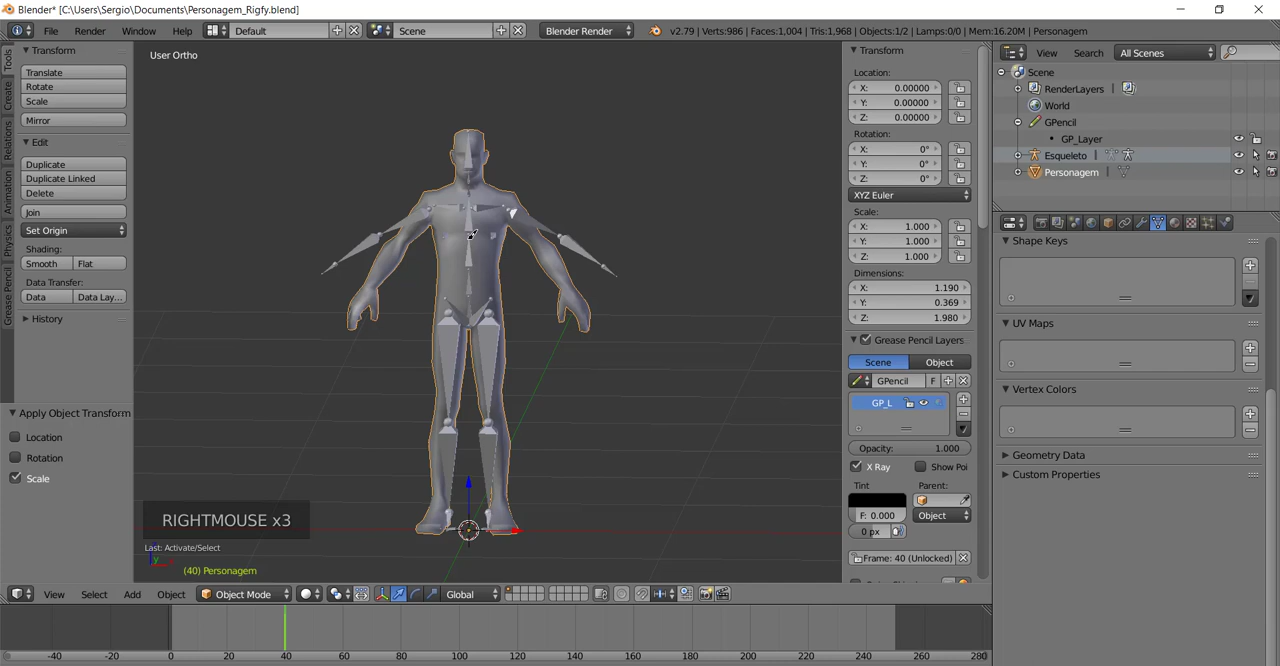 Blender* [C:\Users\Sergio\Documents\Personagem_Rigfy.blend]
File Render Window Help Default Scene Blender Render v2.79 | Verts:986 | Faces:1,004 | Tris:1,968 | Objects:1/2 | Lamps:0/0 | Mem:16.20M | Personagem
Tools
Create
Relations
Animation
Physics
Grease Pencil
Transform
Translate
Rotate
Scale
Mirror
Edit
Duplicate
Duplicate Linked
Delete
Join
Set Origin
Shading:
Smooth Flat
Data Transfer:
Data Data Lay...
History
Apply Object Transform
Location
Rotation
Scale
User Ortho
RIGHTMOUSE x3
Last: Activate/Select
(40) Personagem
Transform
Location:
X: 0.00000
Y: 0.00000
Z: 0.00000
Rotation:
X: 0°
Y: 0°
Z: 0°
XYZ Euler
Scale:
X: 1.000
Y: 1.000
Z: 1.000
Dimensions:
X: 1.190
Y: 0.369
Z: 1.980
Grease Pencil Layers
Scene Object
GPencil F
GP_L
Opacity: 1.000
X Ray Show Poi
Tint Parent:
F: 0.000 Object
0 px
Frame: 40 (Unlocked)
View Search All Scenes
Scene
RenderLayers
World
GPencil
GP_Layer
Esqueleto
Personagem
Shape Keys
UV Maps
Vertex Colors
Geometry Data
Custom Properties
View Select Add Object Object Mode Global
-40 -20 0 20 40 60 80 100 120 140 160 180 200 220 240 260 280